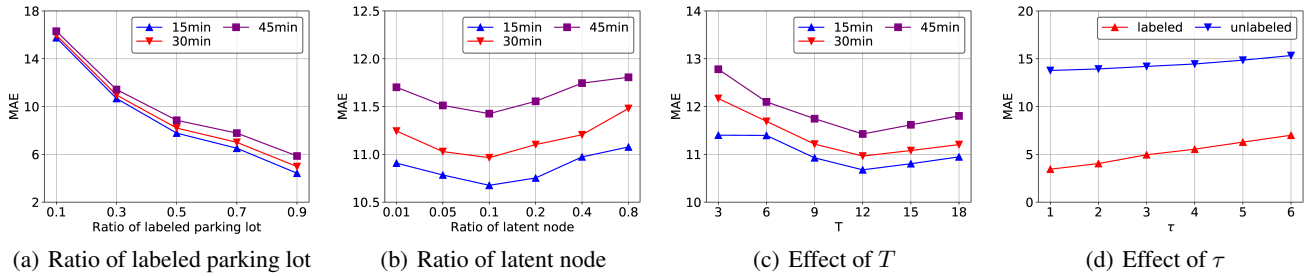 18
14
10
6
2
MAE
15min
30min
45min
0.1 0.3 0.5 0.7 0.9
Ratio of labeled parking lot
(a) Ratio of labeled parking lot
12.5
12.0
11.5
11.0
10.5
MAE
15min
30min
45min
0.01 0.05 0.1 0.2 0.4 0.8
Ratio of latent node
(b) Ratio of latent node
14
13
12
11
10
MAE
15min
30min
45min
3 6 9 12 15 18
T
(c) Effect of T
20
15
10
5
0
MAE
labeled
unlabeled
1 2 3 4 5 6
τ
(d) Effect of τ